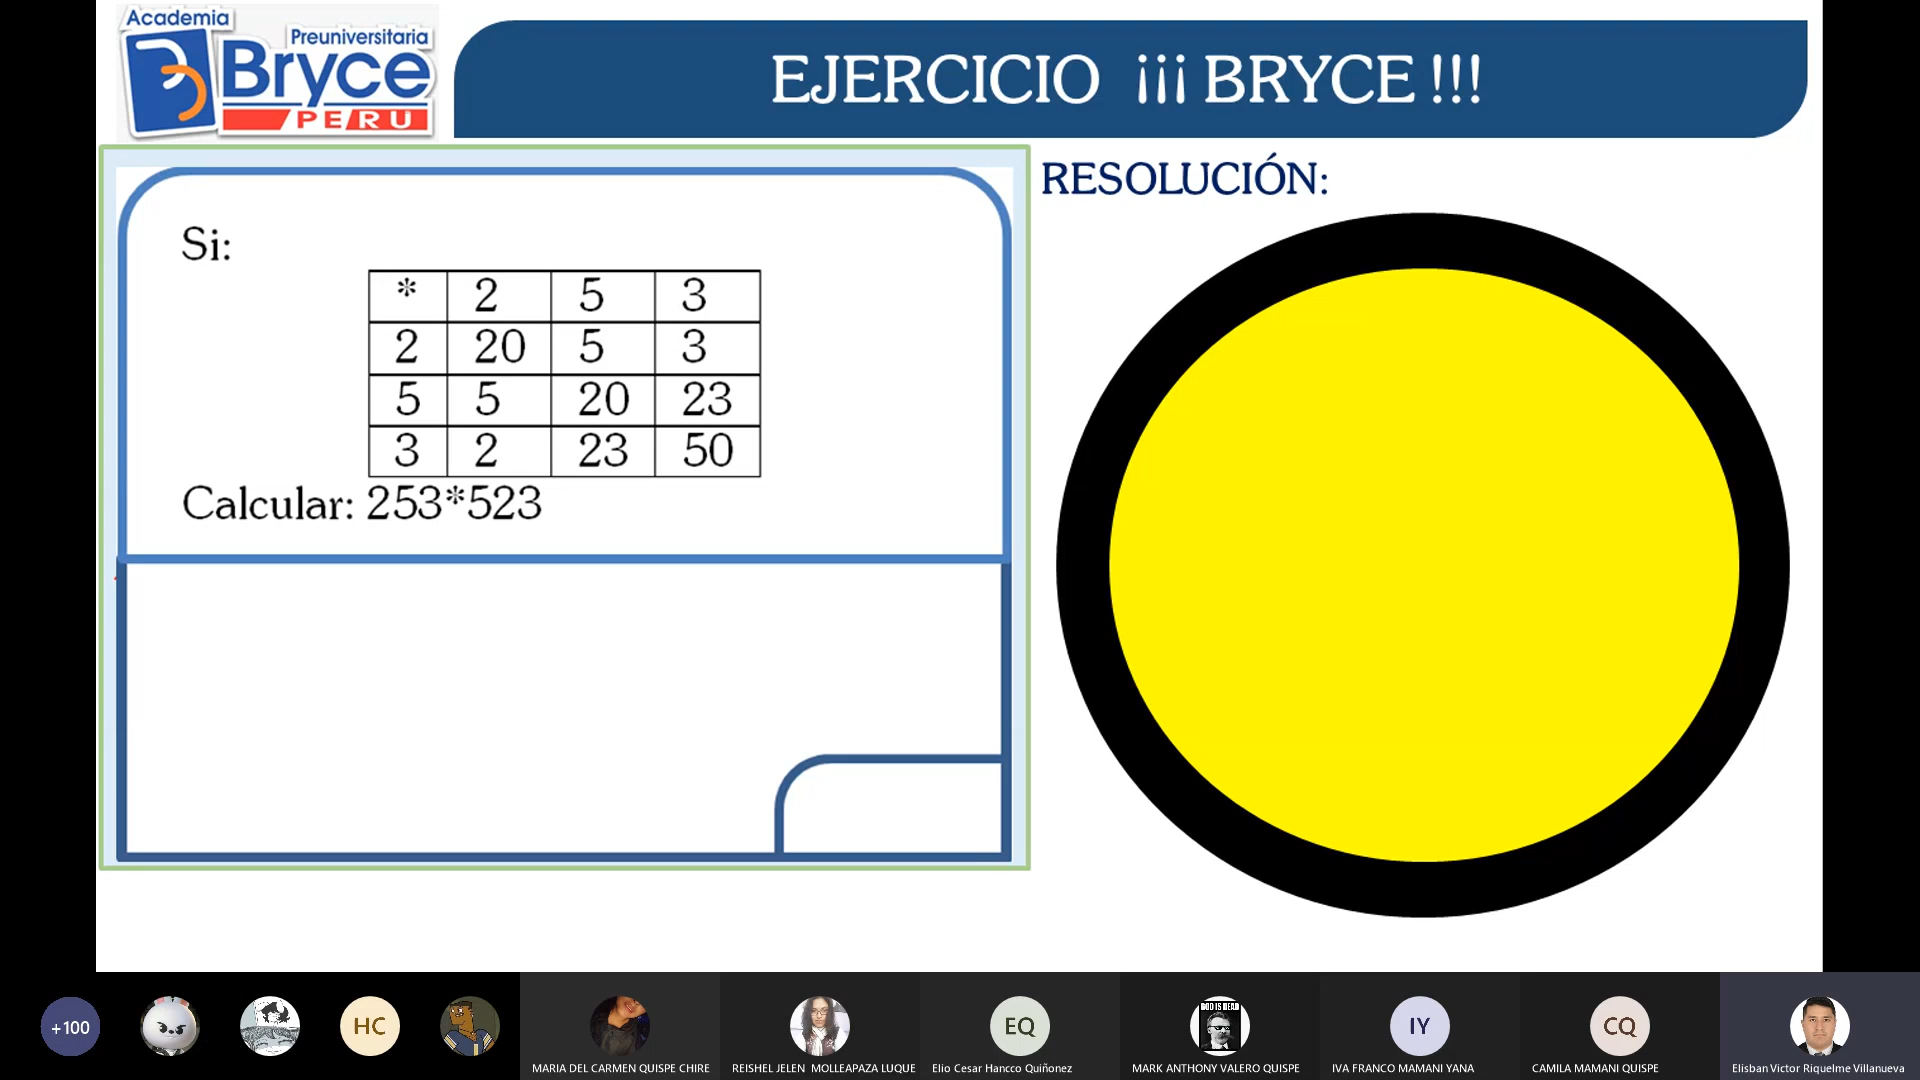 Academia
Preuniversitaria
Bryce
PERU
EJERCICIO ¡¡¡ BRYCE !!!
RESOLUCIÓN:
Si:
* 2 5 3
2 20 5 3
5 5 20 23
3 2 23 50
Calcular: 253*523
+100
HC
GOD IS DEAD
EQ
IY
CQ
MARIA DEL CARMEN QUISPE CHIRE
REISHEL JELEN MOLLEAPAZA LUQUE
Elio Cesar Hancco Quiñonez
MARK ANTHONY VALERO QUISPE
IVA FRANCO MAMANI YANA
CAMILA MAMANI QUISPE
Elisban Victor Riquelme Villanueva